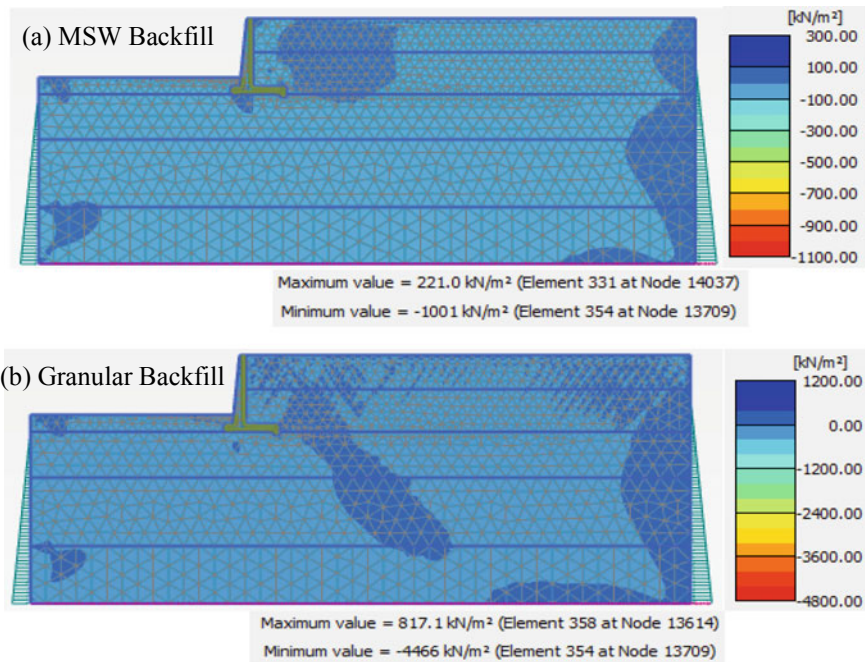 (a) MSW Backfill
[kN/m²]
300.00
100.00
-100.00
-300.00
-500.00
-700.00
-900.00
-1100.00
Maximum value = 221.0 kN/m² (Element 331 at Node 14037)
Minimum value = -1001 kN/m² (Element 354 at Node 13709)
(b) Granular Backfill
[kN/m²]
1200.00
0.00
-1200.00
-2400.00
-3600.00
-4800.00
Maximum value = 817.1 kN/m² (Element 358 at Node 13614)
Minimum value = -4466 kN/m² (Element 354 at Node 13709)